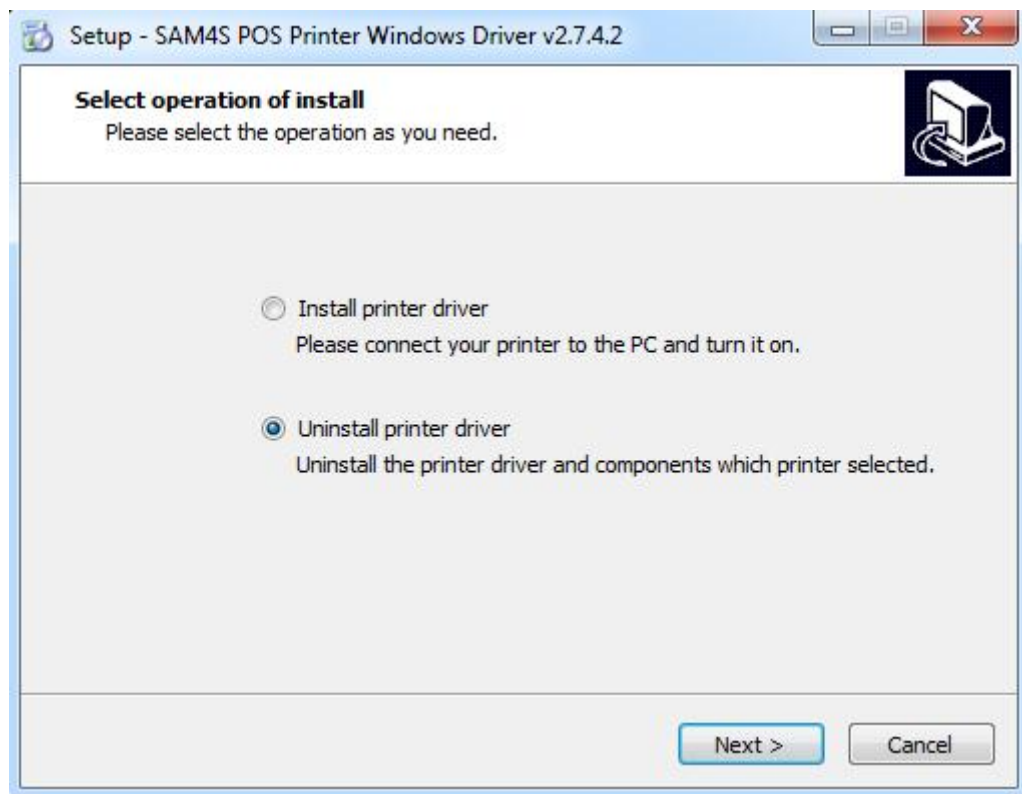 Setup - SAM4S POS Printer Windows Driver v2.7.4.2
Select operation of install
Please select the operation as you need.
Install printer driver
Please connect your printer to the PC and turn it on.
Uninstall printer driver
Uninstall the printer driver and components which printer selected.
Next >
Cancel